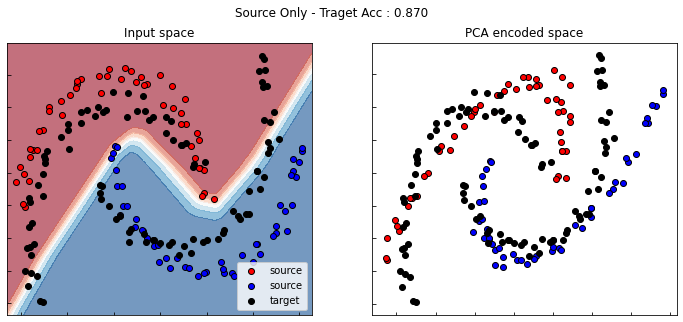 Source Only - Traget Acc : 0.870
Input space
PCA encoded space
source
source
target